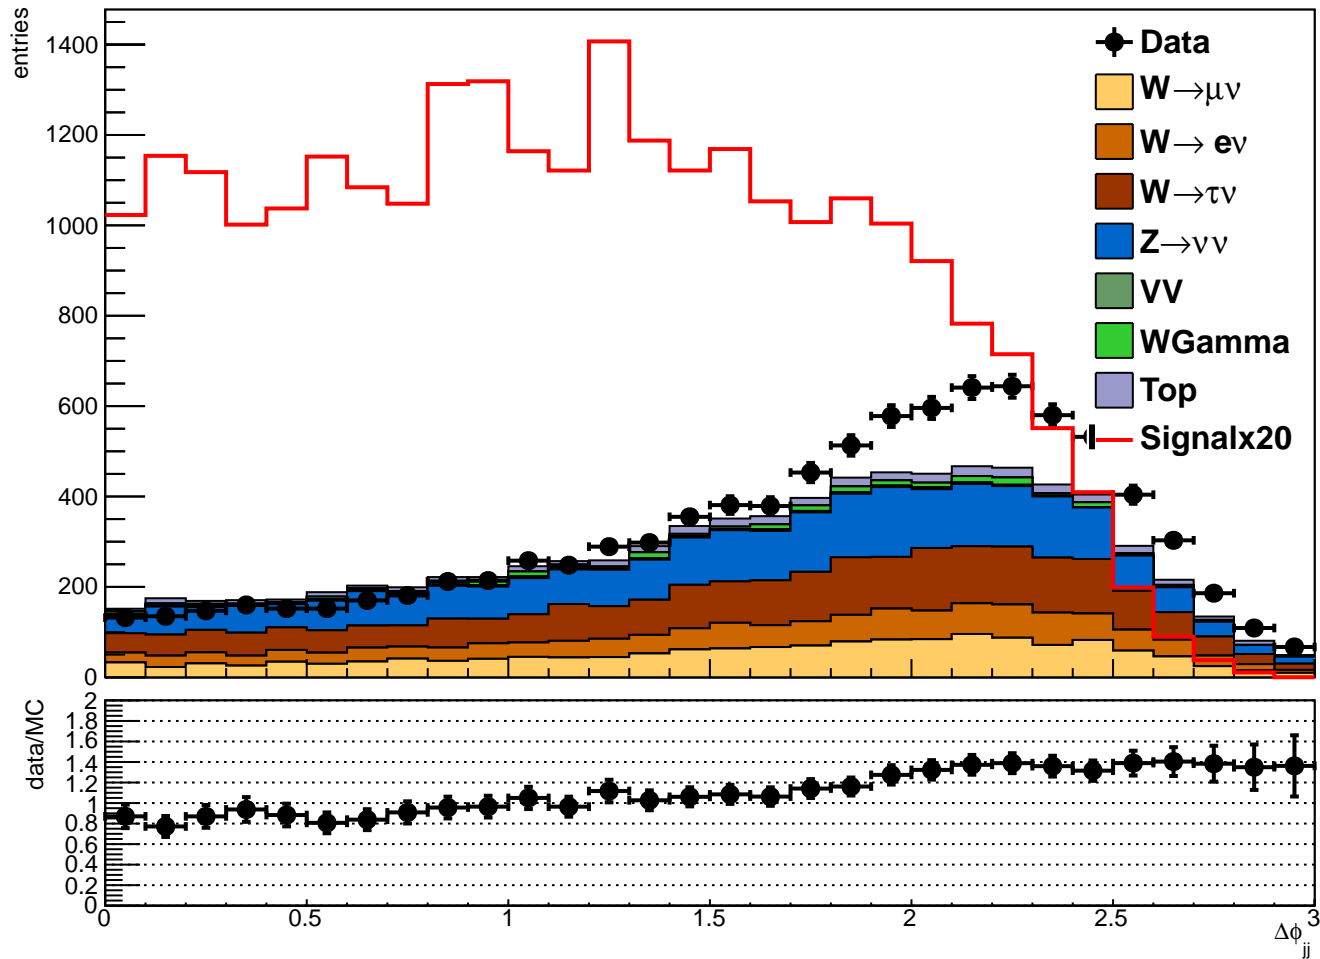 entries
1400
1200
1000
800
600
400
200
0
Data
W→μν
W→ eν
W→τν
Z→νν
VV
WGamma
Top
Signalx20
data/MC
2
1.8
1.6
1.4
1.2
1
0.8
0.6
0.4
0.2
0
0 0.5 1 1.5 2 2.5 3
Δϕjj